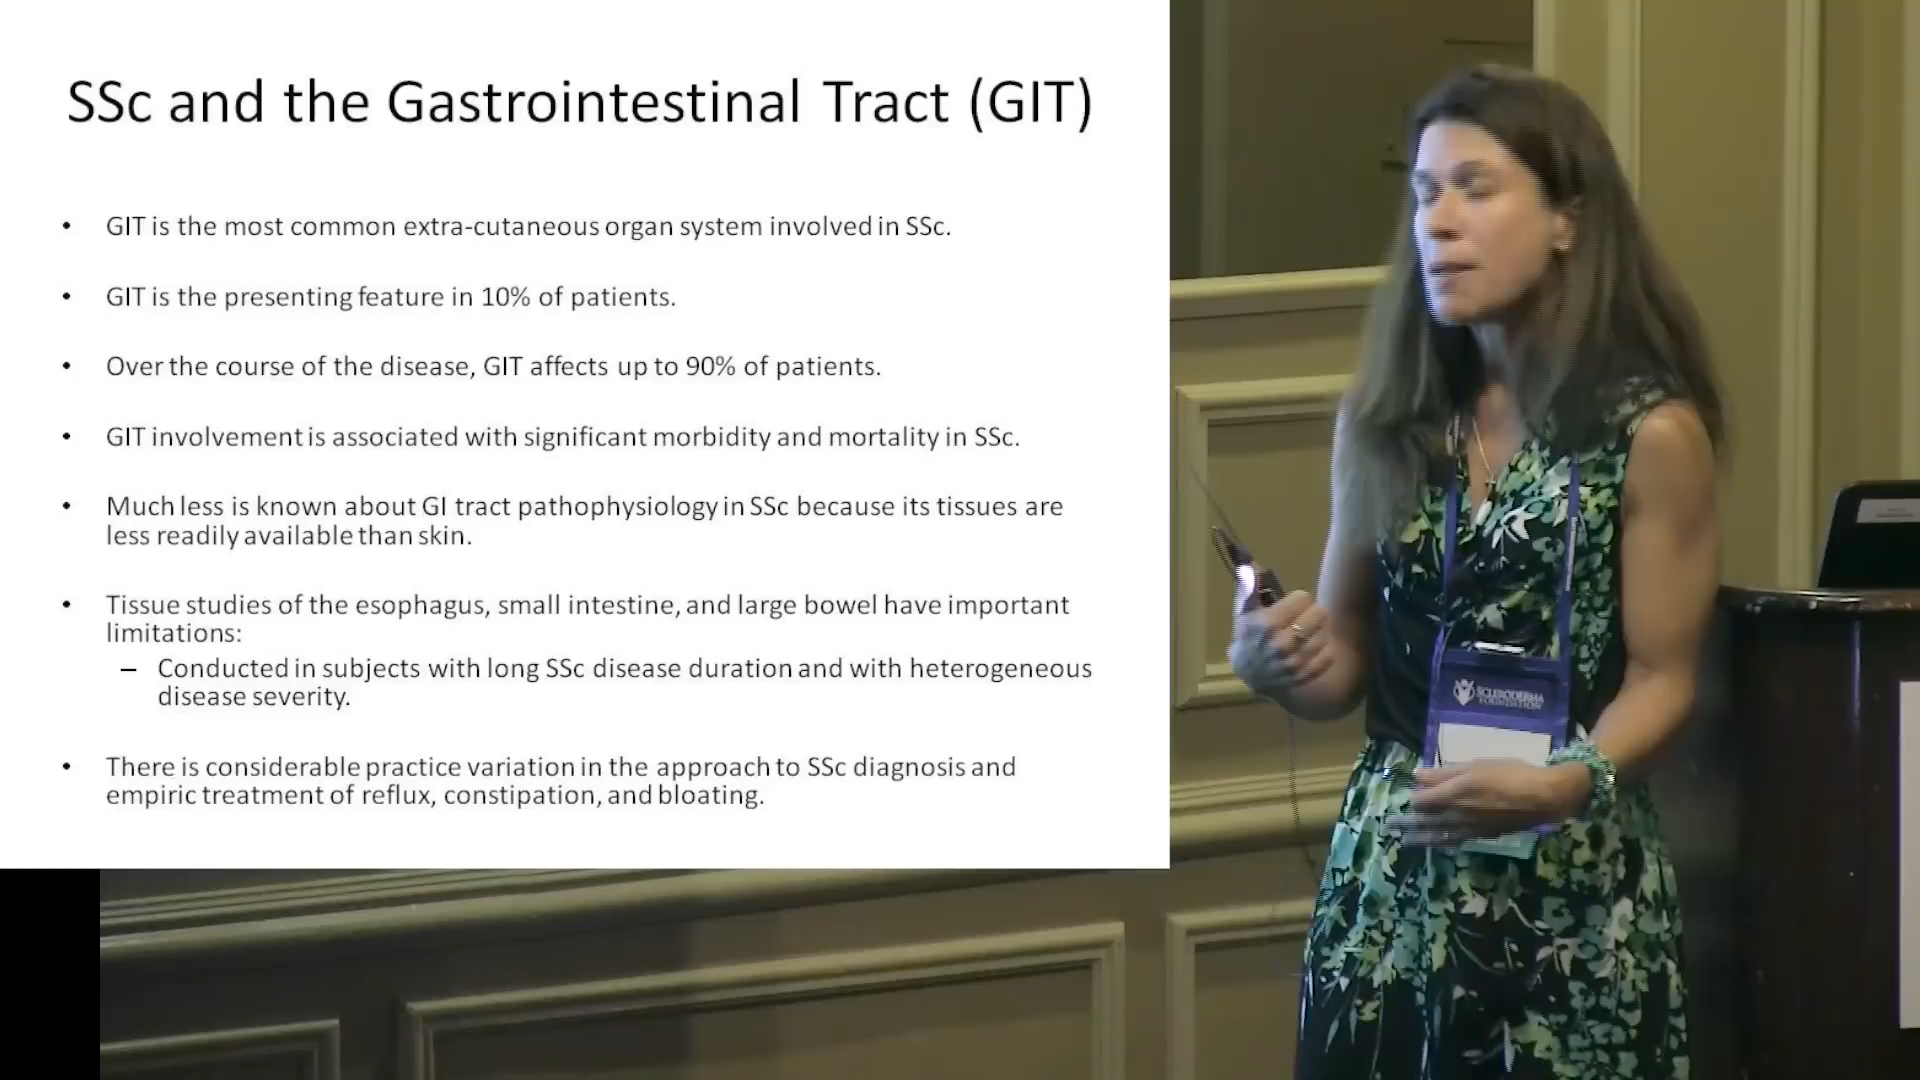 SSc and the Gastrointestinal Tract (GIT)
• GIT is the most common extra-cutaneous organ system involved in SSc.
• GIT is the presenting feature in 10% of patients.
• Over the course of the disease, GIT affects up to 90% of patients.
• GIT involvement is associated with significant morbidity and mortality in SSc.
• Much less is known about GI tract pathophysiology in SSc because its tissues are
less readily available than skin.
• Tissue studies of the esophagus, small intestine, and large bowel have important
limitations:
– Conducted in subjects with long SSc disease duration and with heterogeneous
disease severity.
• There is considerable practice variation in the approach to SSc diagnosis and
empiric treatment of reflux, constipation, and bloating.
SCLERODERMA
FOUNDATION